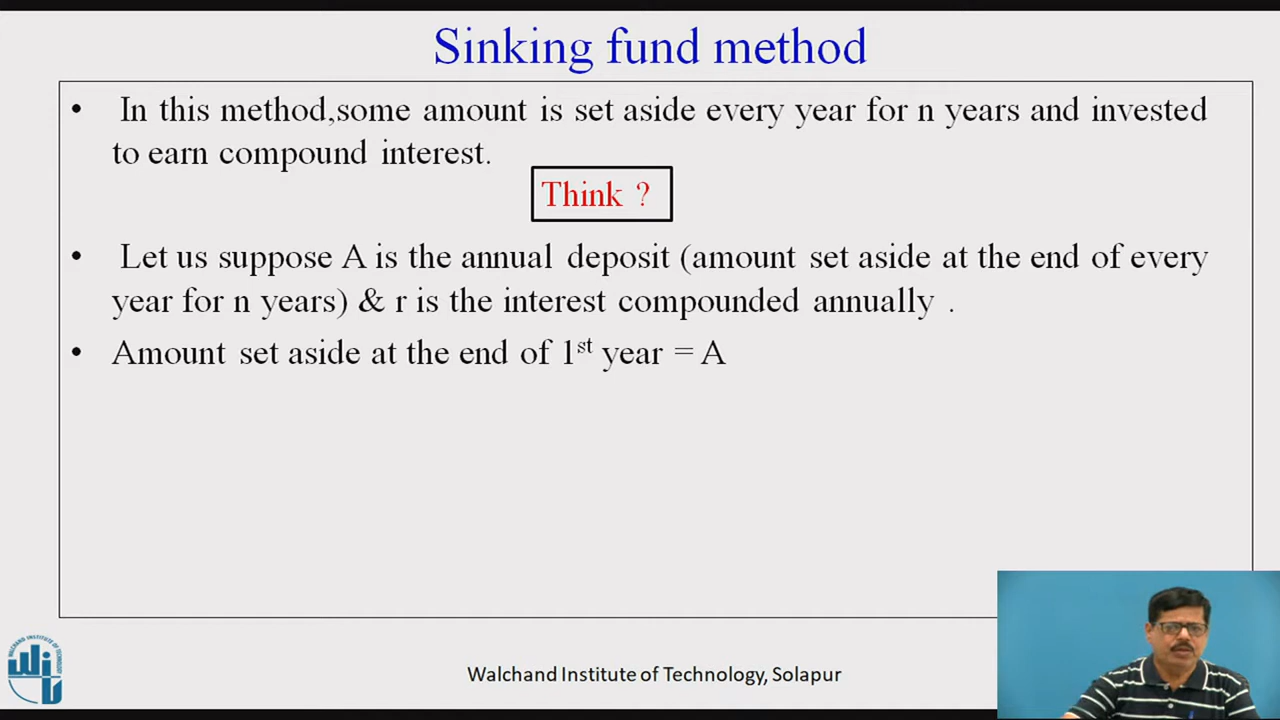 Sinking fund method
• In this method,some amount is set aside every year for n years and invested
to earn compound interest.
Think ?
• Let us suppose A is the annual deposit (amount set aside at the end of every
year for n years) & r is the interest compounded annually .
• Amount set aside at the end of 1st year = A
Walchand Institute of Technology, Solapur